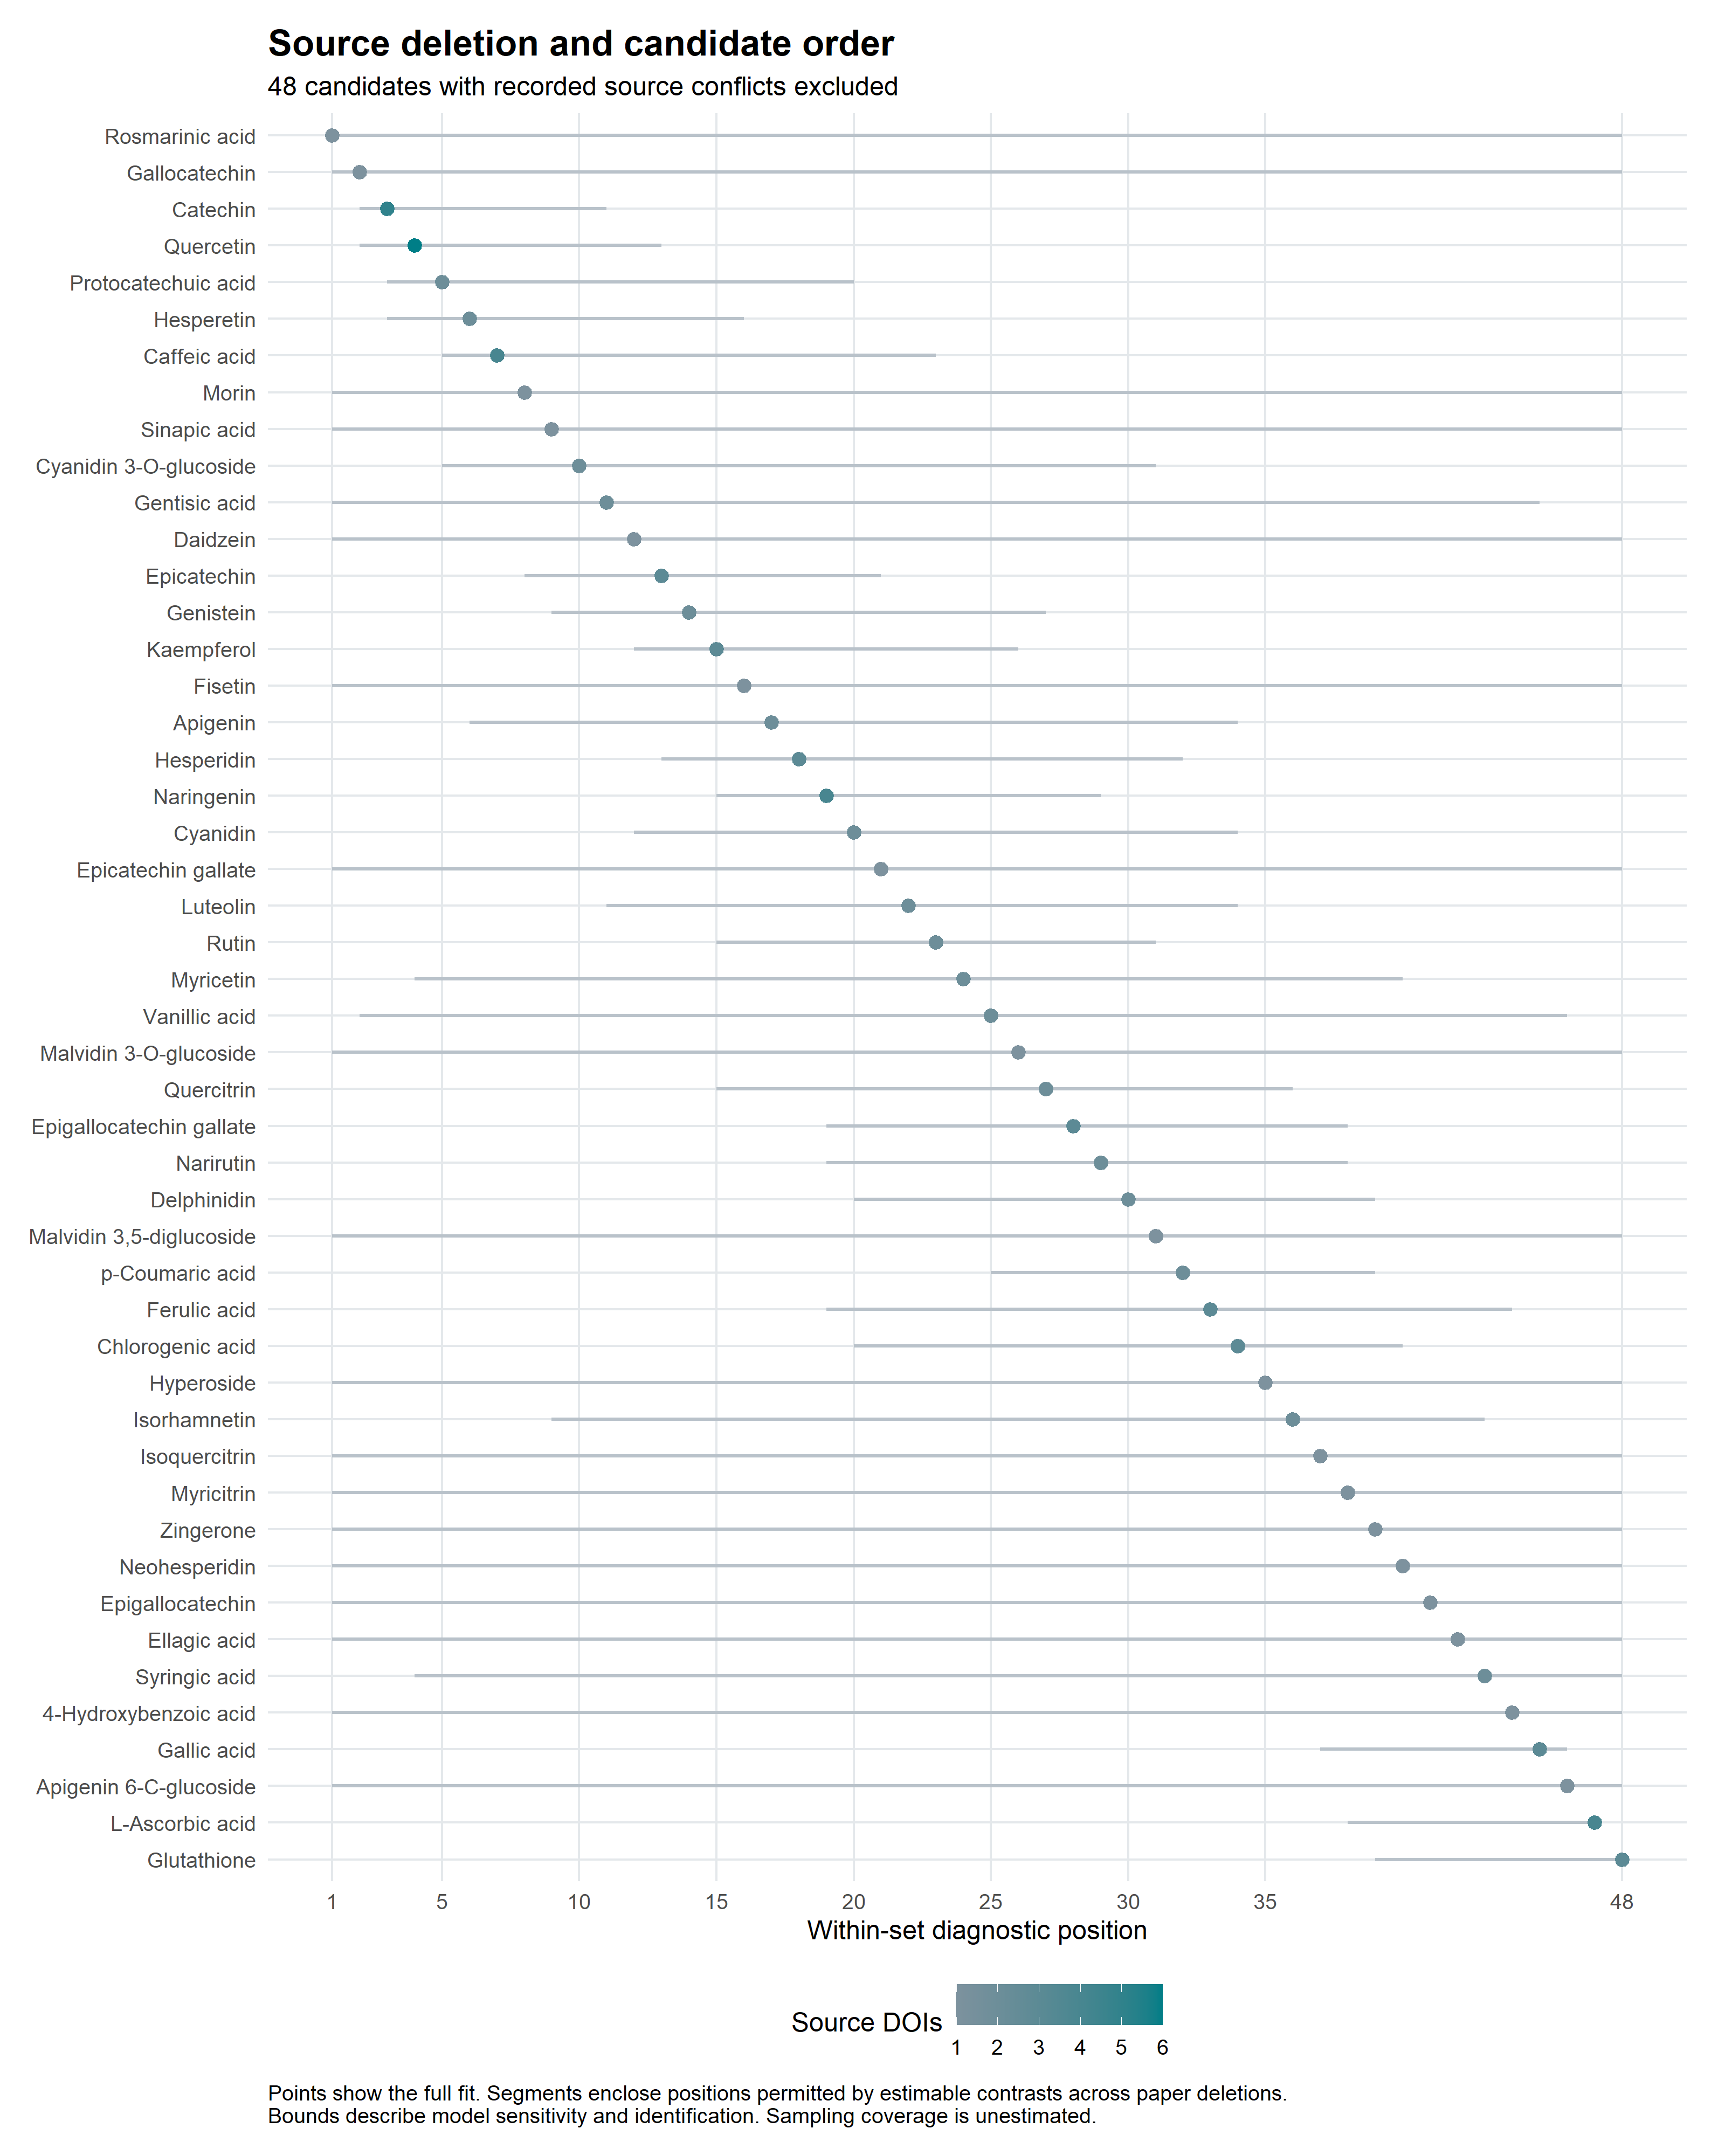 Source deletion and candidate order
48 candidates with recorded source conflicts excluded
Rosmarinic acid
Gallocatechin
Catechin
Quercetin
Protocatechuic acid
Hesperetin
Caffeic acid
Morin
Sinapic acid
Cyanidin 3-O-glucoside
Gentisic acid
Daidzein
Epicatechin
Genistein
Kaempferol
Fisetin
Apigenin
Hesperidin
Naringenin
Cyanidin
Epicatechin gallate
Luteolin
Rutin
Myricetin
Vanillic acid
Malvidin 3-O-glucoside
Quercitrin
Epigallocatechin gallate
Narirutin
Delphinidin
Malvidin 3,5-diglucoside
p-Coumaric acid
Ferulic acid
Chlorogenic acid
Hyperoside
Isorhamnetin
Isoquercitrin
Myricitrin
Zingerone
Neohesperidin
Epigallocatechin
Ellagic acid
Syringic acid
4-Hydroxybenzoic acid
Gallic acid
Apigenin 6-C-glucoside
L-Ascorbic acid
Glutathione
1 5 10 15 20 25 30 35 48
Within-set diagnostic position
Source DOIs
1 2 3 4 5 6
Points show the full fit. Segments enclose positions permitted by estimable contrasts across paper deletions.
Bounds describe model sensitivity and identification. Sampling coverage is unestimated.